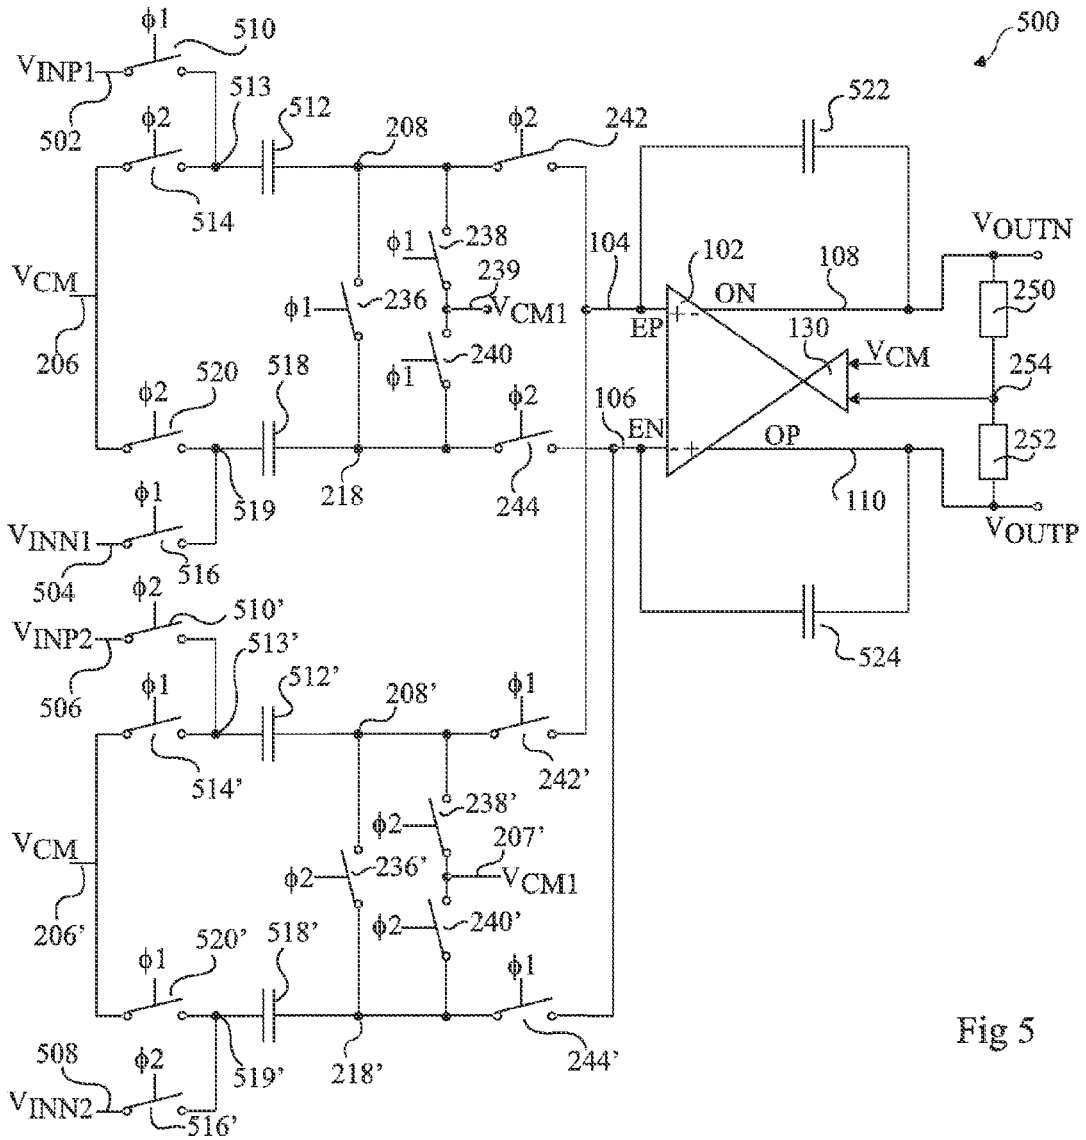 ϕ1 510 500
VINP1 513 512 522
502 ϕ2 208 ϕ2 242
514
VOUTN
ϕ1 238 104 102 108
VCM 239 ON 250
ϕ1 236 VCM1 EP + - 130 VCM
206 520 518 ϕ1 240 254
ϕ2 ϕ2 106 EN OP 252
- +
218 244 110
519 VOUTP
VINN1 ϕ1
504 516
ϕ2 510’
VINP2 513’ 524
506 512’
ϕ1 208’ ϕ1
514’ 242’
238’
VCM ϕ2 207’
ϕ2 236’ VCM1
206’ 518’ ϕ2 240’
520’
ϕ1 ϕ1
519’ 218’ 244’ Fig 5
508 ϕ2
VINN2 516’